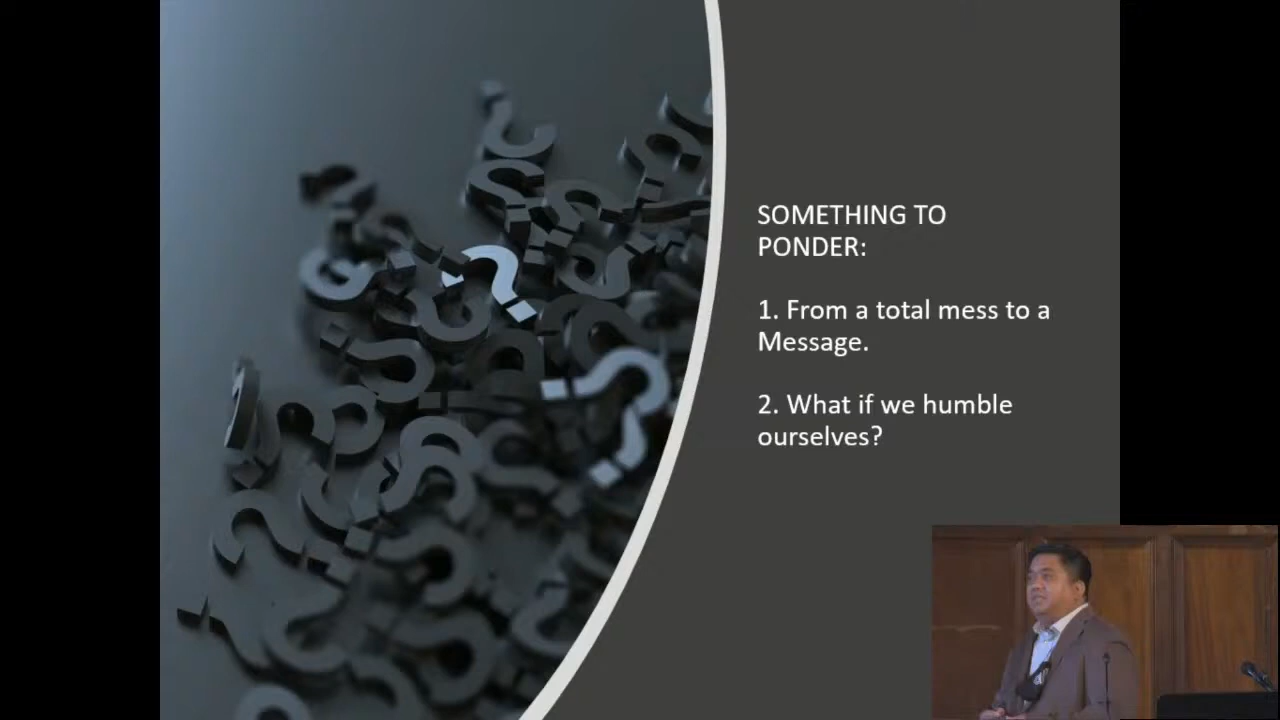 SOMETHING TO
PONDER:
1. From a total mess to a
Message.
2. What if we humble
ourselves?